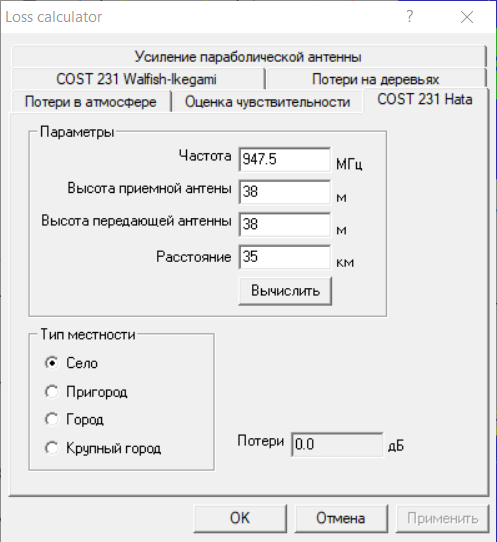 Loss calculator
?
Усиление параболической антенны
COST 231 Walfish-Ikegami
Потери на деревьях
Потери в атмосфере
Оценка чувствительности
COST 231 Hata
Параметры
Частота 947.5 МГц
Высота приемной антены 38 м
Высота передающей антенны 38 м
Расстояние 35 км
Вычислить
Тип местности
Село
Пригород
Город
Крупный город
Потери 0.0 дБ
OK
Отмена
Применить